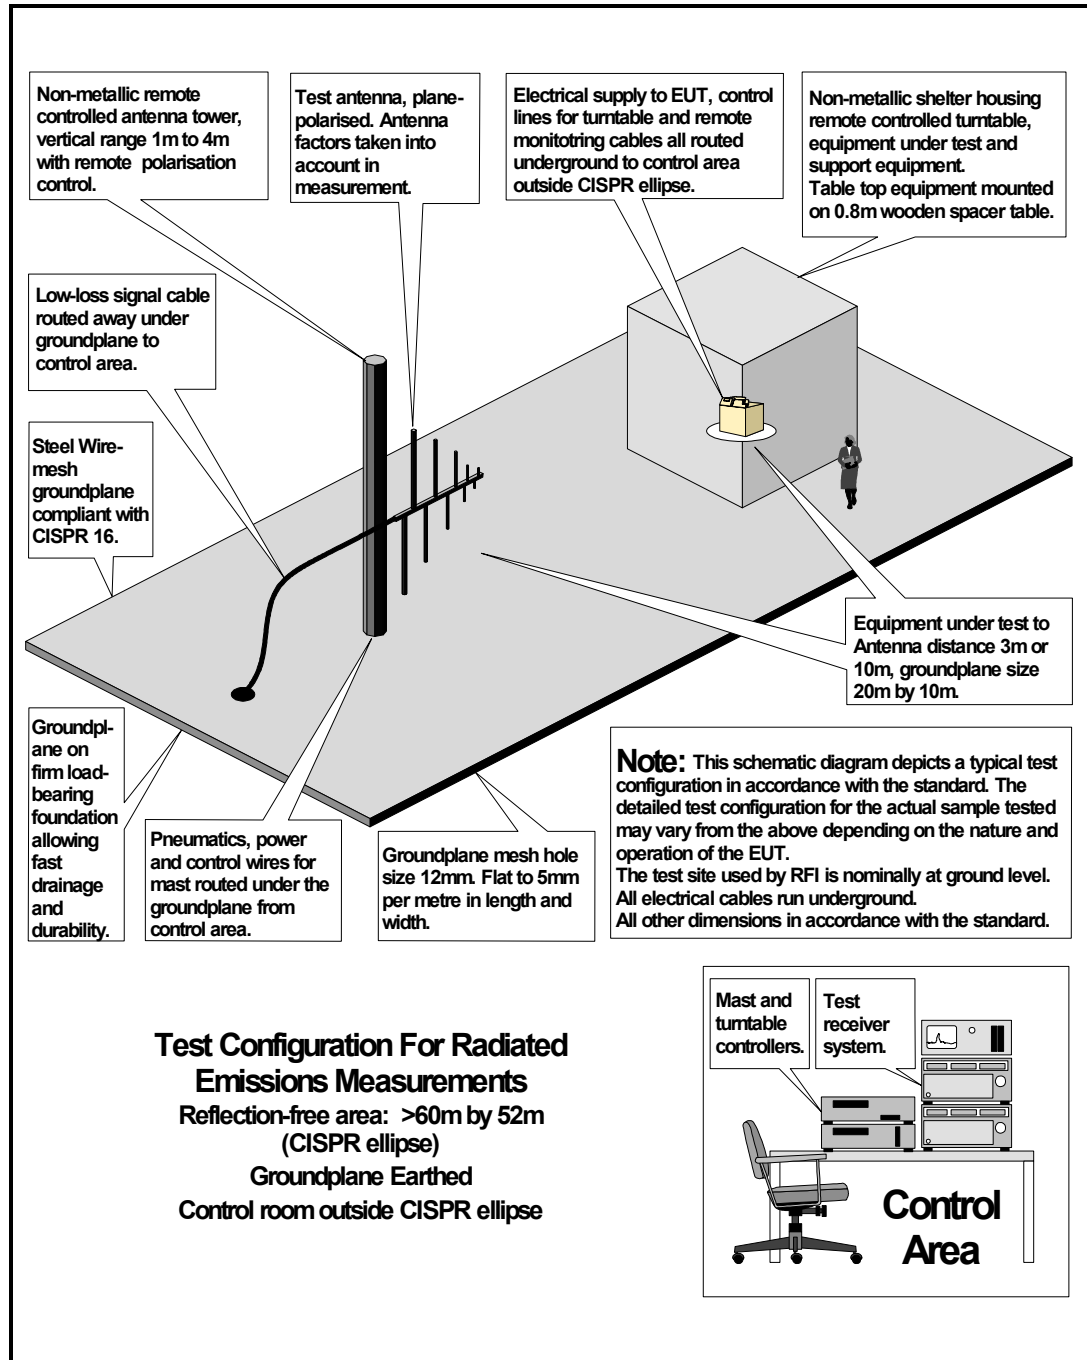 Non-metallic remote
controlled antenna tower,
vertical range 1m to 4m
with remote polarisation
control.
Test antenna, plane-
polarised. Antenna
factors taken into
account in
measurement.
Electrical supply to EUT, control
lines for turntable and remote
monitotring cables all routed
underground to control area
outside CISPR ellipse.
Non-metallic shelter housing
remote controlled turntable,
equipment under test and
support equipment.
Table top equipment mounted
on 0.8m wooden spacer table.
Low-loss signal cable
routed away under
groundplane to
control area.
Steel Wire-
mesh
groundplane
compliant with
CISPR 16.
Equipment under test to
Antenna distance 3m or
10m, groundplane size
20m by 10m.
Groundpl-
ane on
firm load-
bearing
foundation
allowing
fast
drainage
and
durability.
Pneumatics, power
and control wires for
mast routed under the
groundplane from
control area.
Groundplane mesh hole
size 12mm. Flat to 5mm
per metre in length and
width.
Note: This schematic diagram depicts a typical test
configuration in accordance with the standard. The
detailed test configuration for the actual sample tested
may vary from the above depending on the nature and
operation of the EUT.
The test site used by RFI is nominally at ground level.
All electrical cables run underground.
All other dimensions in accordance with the standard.
Test Configuration For Radiated
Emissions Measurements
Reflection-free area: >60m by 52m
(CISPR ellipse)
Groundplane Earthed
Control room outside CISPR ellipse
Mast and
turntable
controllers.
Test
receiver
system.
Control
Area